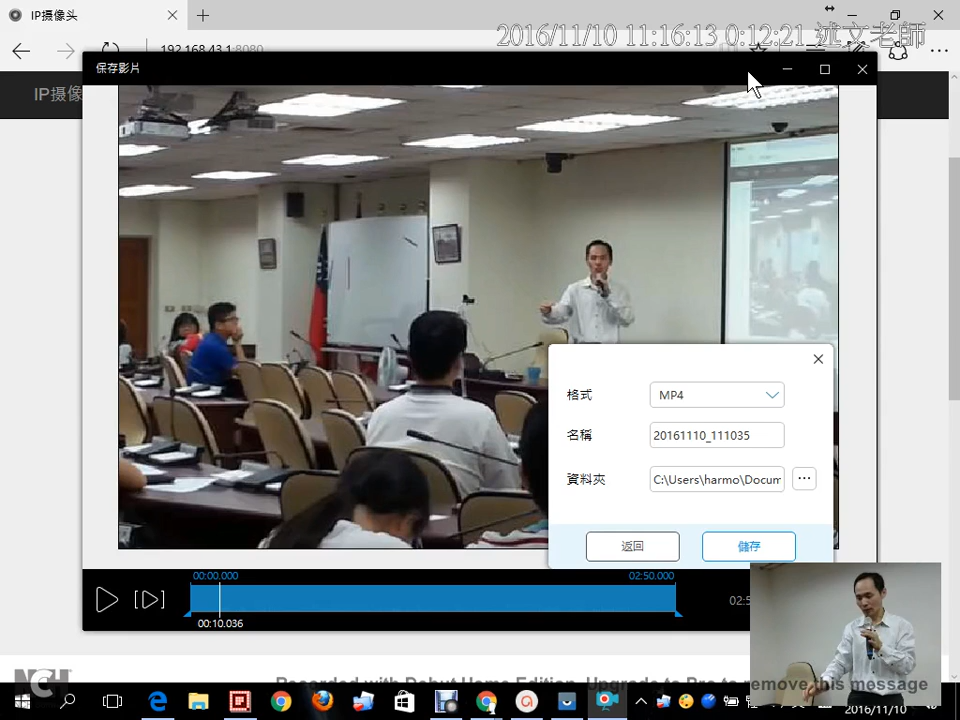 IP摄像头
2016/11/10 11:16:13 0:12:21 述文老師
192.168.43.1:8080
保存影片
IP摄像
格式
MP4
名稱
20161110_111035
資料夾
C:\Users\harmo\Docum
返回
儲存
00:00.000
02:50.000
02:5
00:10.036
NCH
Recorded with Debut Home Edition. Upgrade to Pro to remove this message
2016/11/10